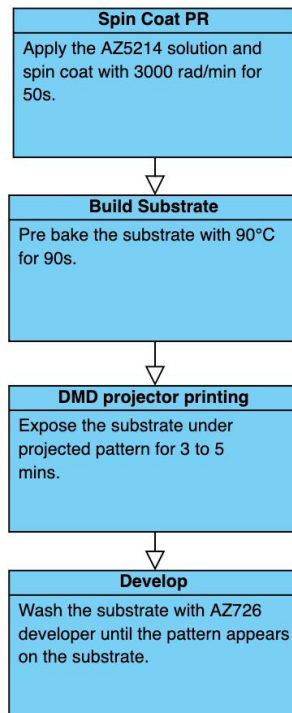 Spin Coat PR
Apply the AZ5214 solution and
spin coat with 3000 rad/min for
50s.
Build Substrate
Pre bake the substrate with 90°C
for 90s.
DMD projector printing
Expose the substrate under
projected pattern for 3 to 5
mins.
Develop
Wash the substrate with AZ726
developer until the pattern appears
on the substrate.